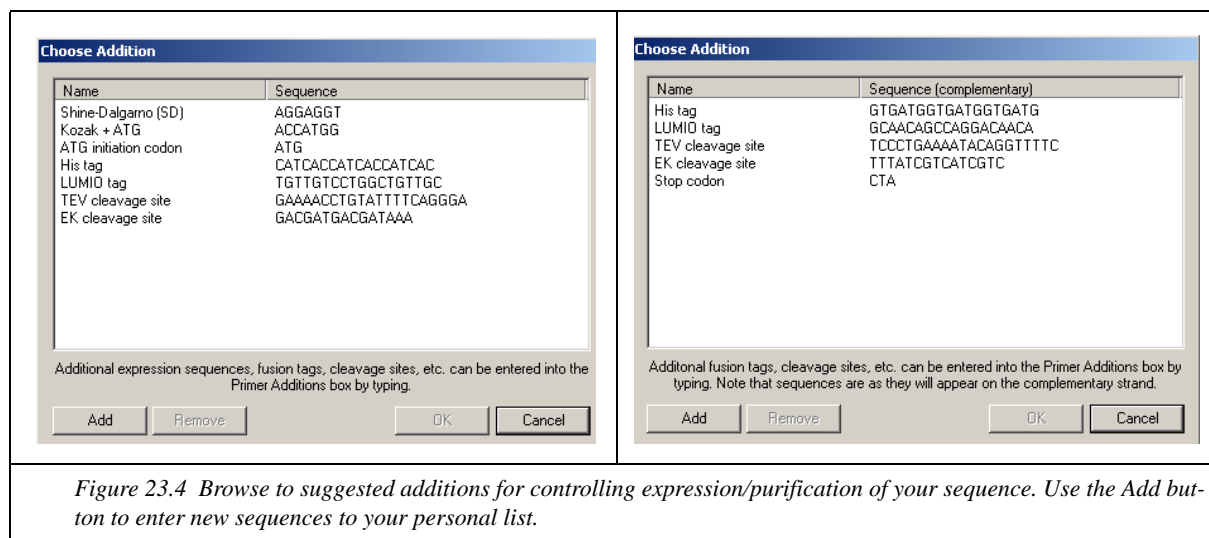 Choose Addition
Name Sequence
Shine-Dalgarno (SD) AGGAGGT
Kozak + ATG ACCATGG
ATG initiation codon ATG
His tag CATCACCATCACCATCAC
LUMIO tag TGTTGTCCTGGCTGTTGC
TEV cleavage site GAAAACCTGTATTTTCAGGGA
EK cleavage site GACGATGACGATAAA
Additional expression sequences, fusion tags, cleavage sites, etc. can be entered into the
Primer Additions box by typing.
Add Remove OK Cancel
Choose Addition
Name Sequence (complementary)
His tag GTGATGGTGATGGTGATG
LUMIO tag GCAACAGCCAGGACAACA
TEV cleavage site TCCCTGAAAATACAGGTTTTC
EK cleavage site TTTATCGTCATCGTC
Stop codon CTA
Additonal fusion tags, cleavage sites, etc. can be entered into the Primer Additions box by
typing. Note that sequences are as they will appear on the complementary strand.
Add Remove OK Cancel
Figure 23.4 Browse to suggested additions for controlling expression/purification of your sequence. Use the Add but-
ton to enter new sequences to your personal list.